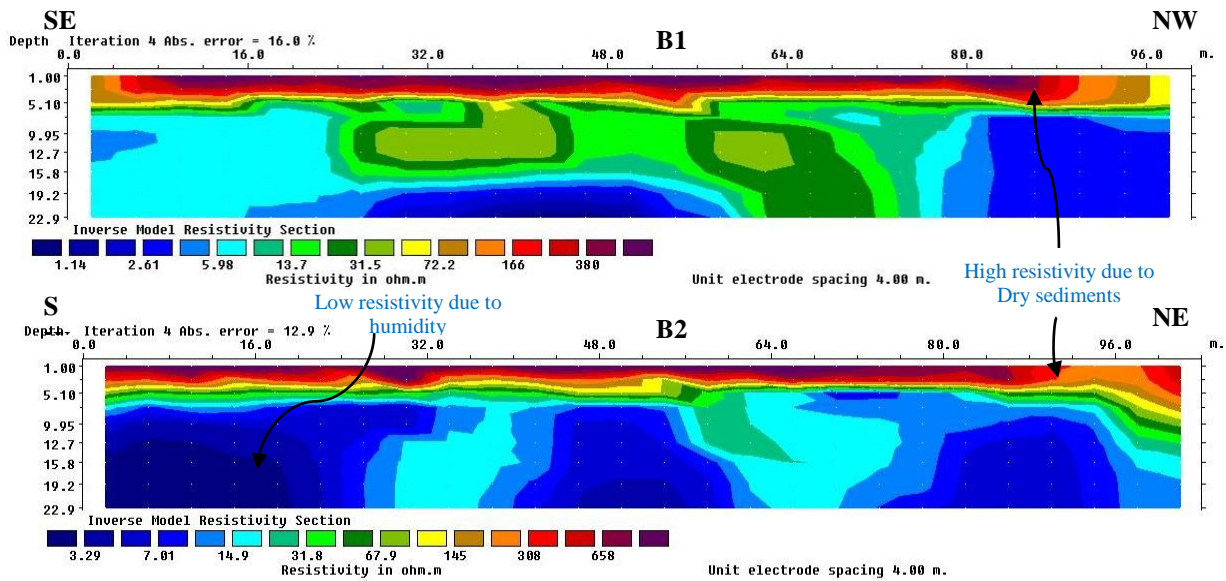 SE B1 NW
Depth Iteration 4 Abs. error = 16.0 %
0.0 16.0 32.0 48.0 64.0 80.0 96.0 m.
1.00
5.10
9.95
12.7
15.8
19.2
22.9
Inverse Model Resistivity Section
1.14 2.61 5.98 13.7 31.5 72.2 166 380
Resistivity in ohm.m Unit electrode spacing 4.00 m.
High resistivity due to
Dry sediments
Low resistivity due to
humidity
S B2 NE
Depth. Iteration 4 Abs. error = 12.9 %
0.0 16.0 32.0 48.0 64.0 80.0 96.0 m.
1.00
5.10
9.95
12.7
15.8
19.2
22.9
Inverse Model Resistivity Section
3.29 7.01 14.9 31.8 67.9 145 308 658
Resistivity in ohm.m Unit electrode spacing 4.00 m.